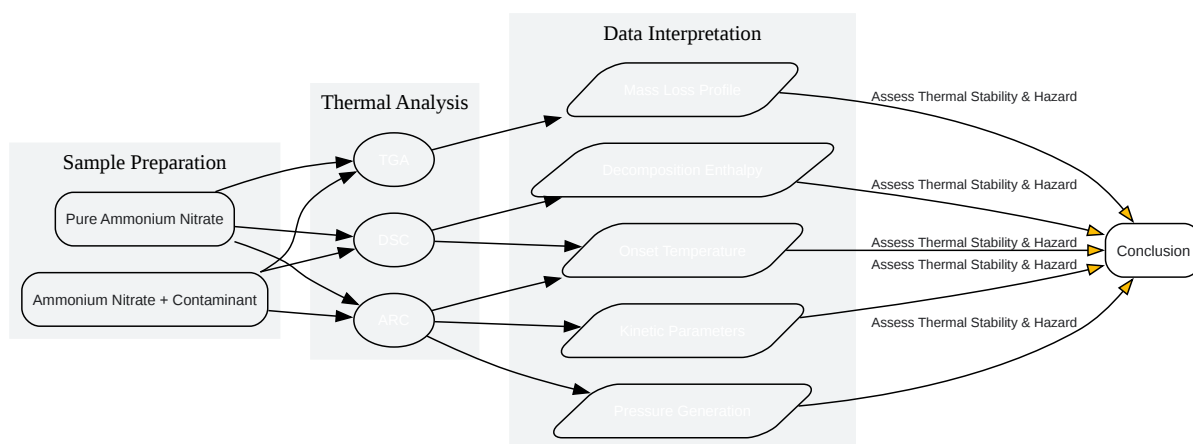 Sample Preparation
Pure Ammonium Nitrate
Ammonium Nitrate + Contaminant
Thermal Analysis
TGA
DSC
ARC
Data Interpretation
Mass Loss Profile
Decomposition Enthalpy
Onset Temperature
Kinetic Parameters
Pressure Generation
Assess Thermal Stability & Hazard
Assess Thermal Stability & Hazard
Assess Thermal Stability & Hazard
Assess Thermal Stability & Hazard
Assess Thermal Stability & Hazard
Conclusion